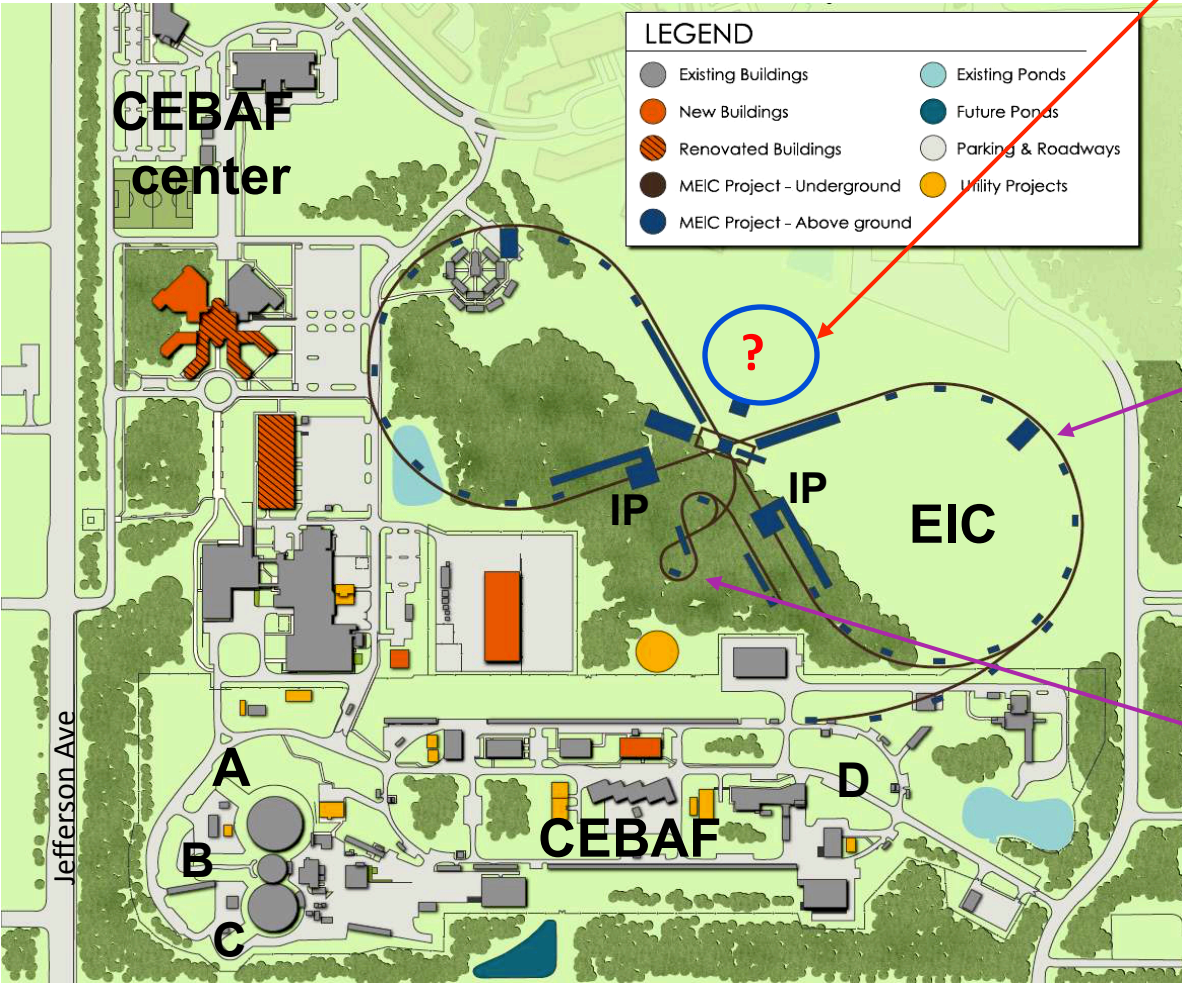 LEGEND
Existing Buildings
Existing Ponds
New Buildings
Future Ponds
Renovated Buildings
Parking & Roadways
MEIC Project - Underground
Utility Projects
MEIC Project - Above ground
CEBAF
center
?
IP
IP
EIC
Jefferson Ave
A
D
B
CEBAF
C